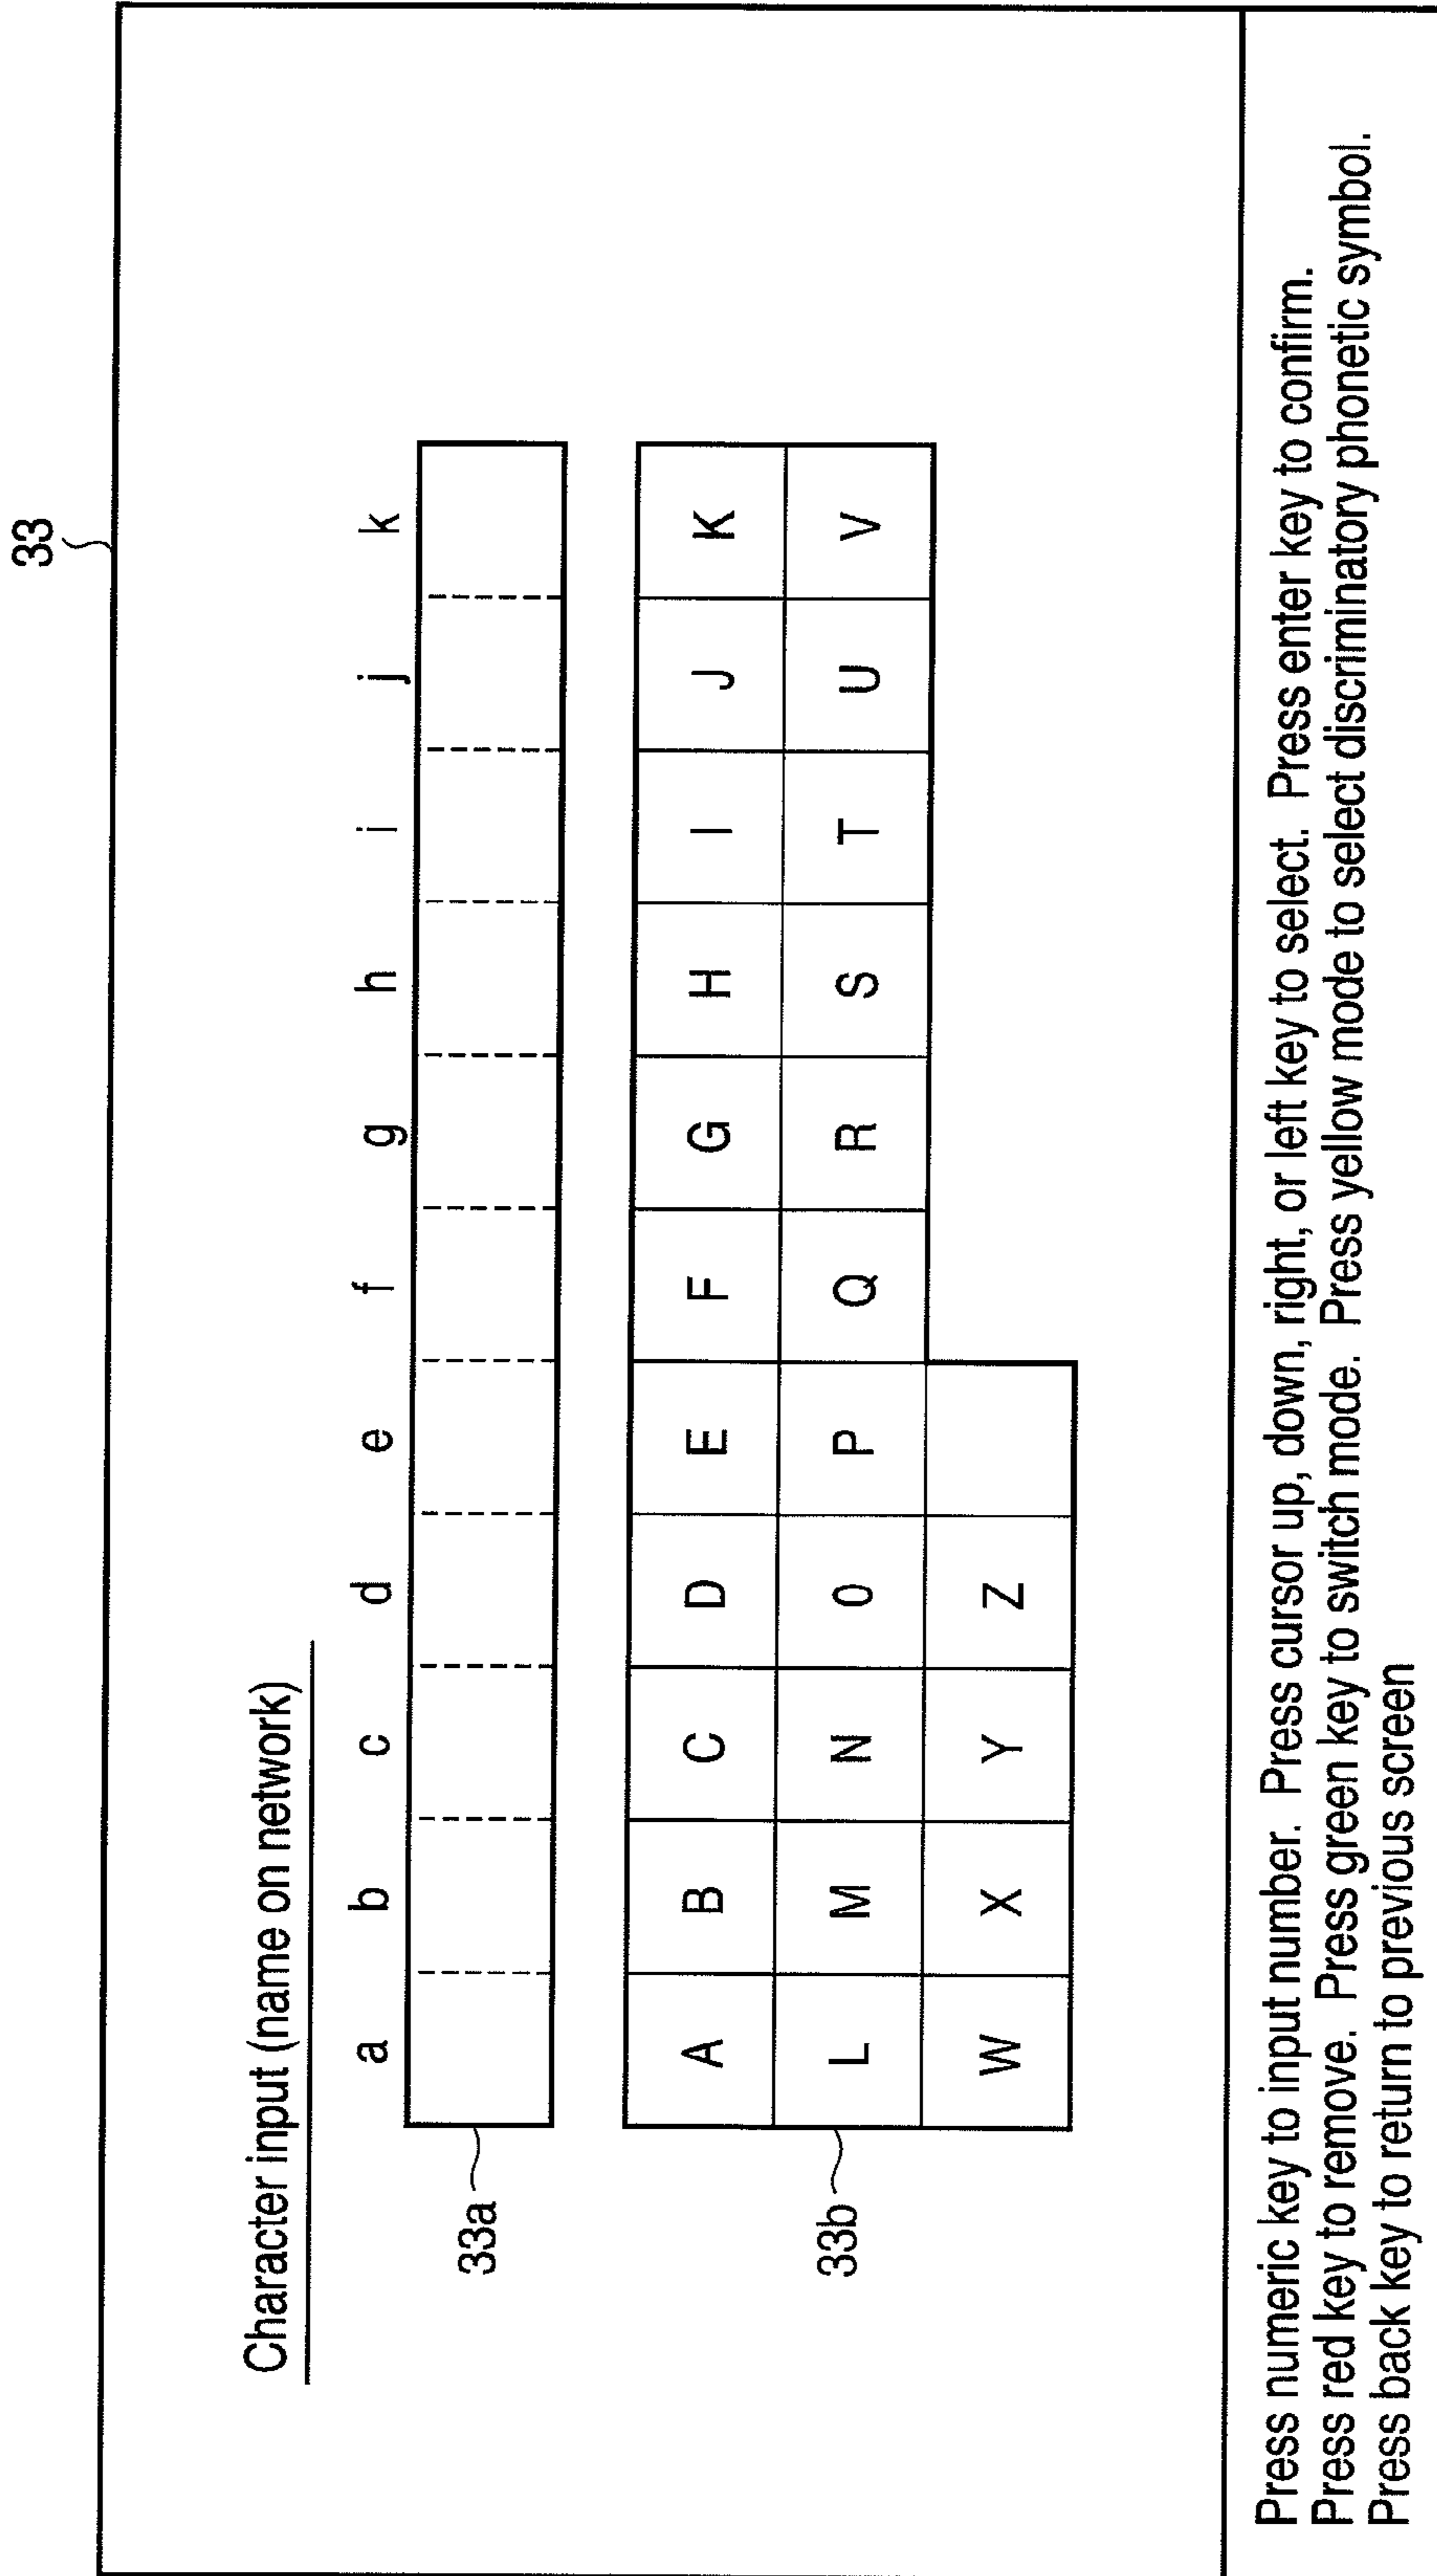 33
Character input (name on network)
a b c d e f g h i j k
33a
A B C D E F G H I J K
33b
L M N 0 P Q R S T U V
W X Y Z
Press numeric key to input number. Press cursor up, down, right, or left key to select. Press enter key to confirm.
Press red key to remove. Press green key to switch mode. Press yellow mode to select discriminatory phonetic symbol.
Press back key to return to previous screen